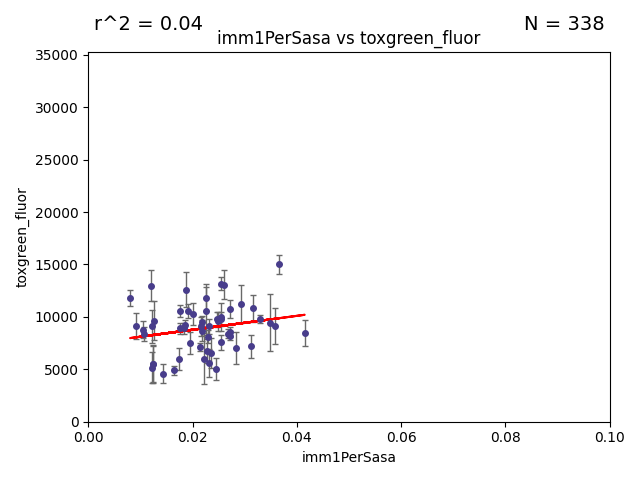 r^2 = 0.04
N = 338
imm1PerSasa vs toxgreen_fluor
35000
30000
25000
20000
15000
10000
5000
0
toxgreen_fluor
0.00 0.02 0.04 0.06 0.08 0.10
imm1PerSasa